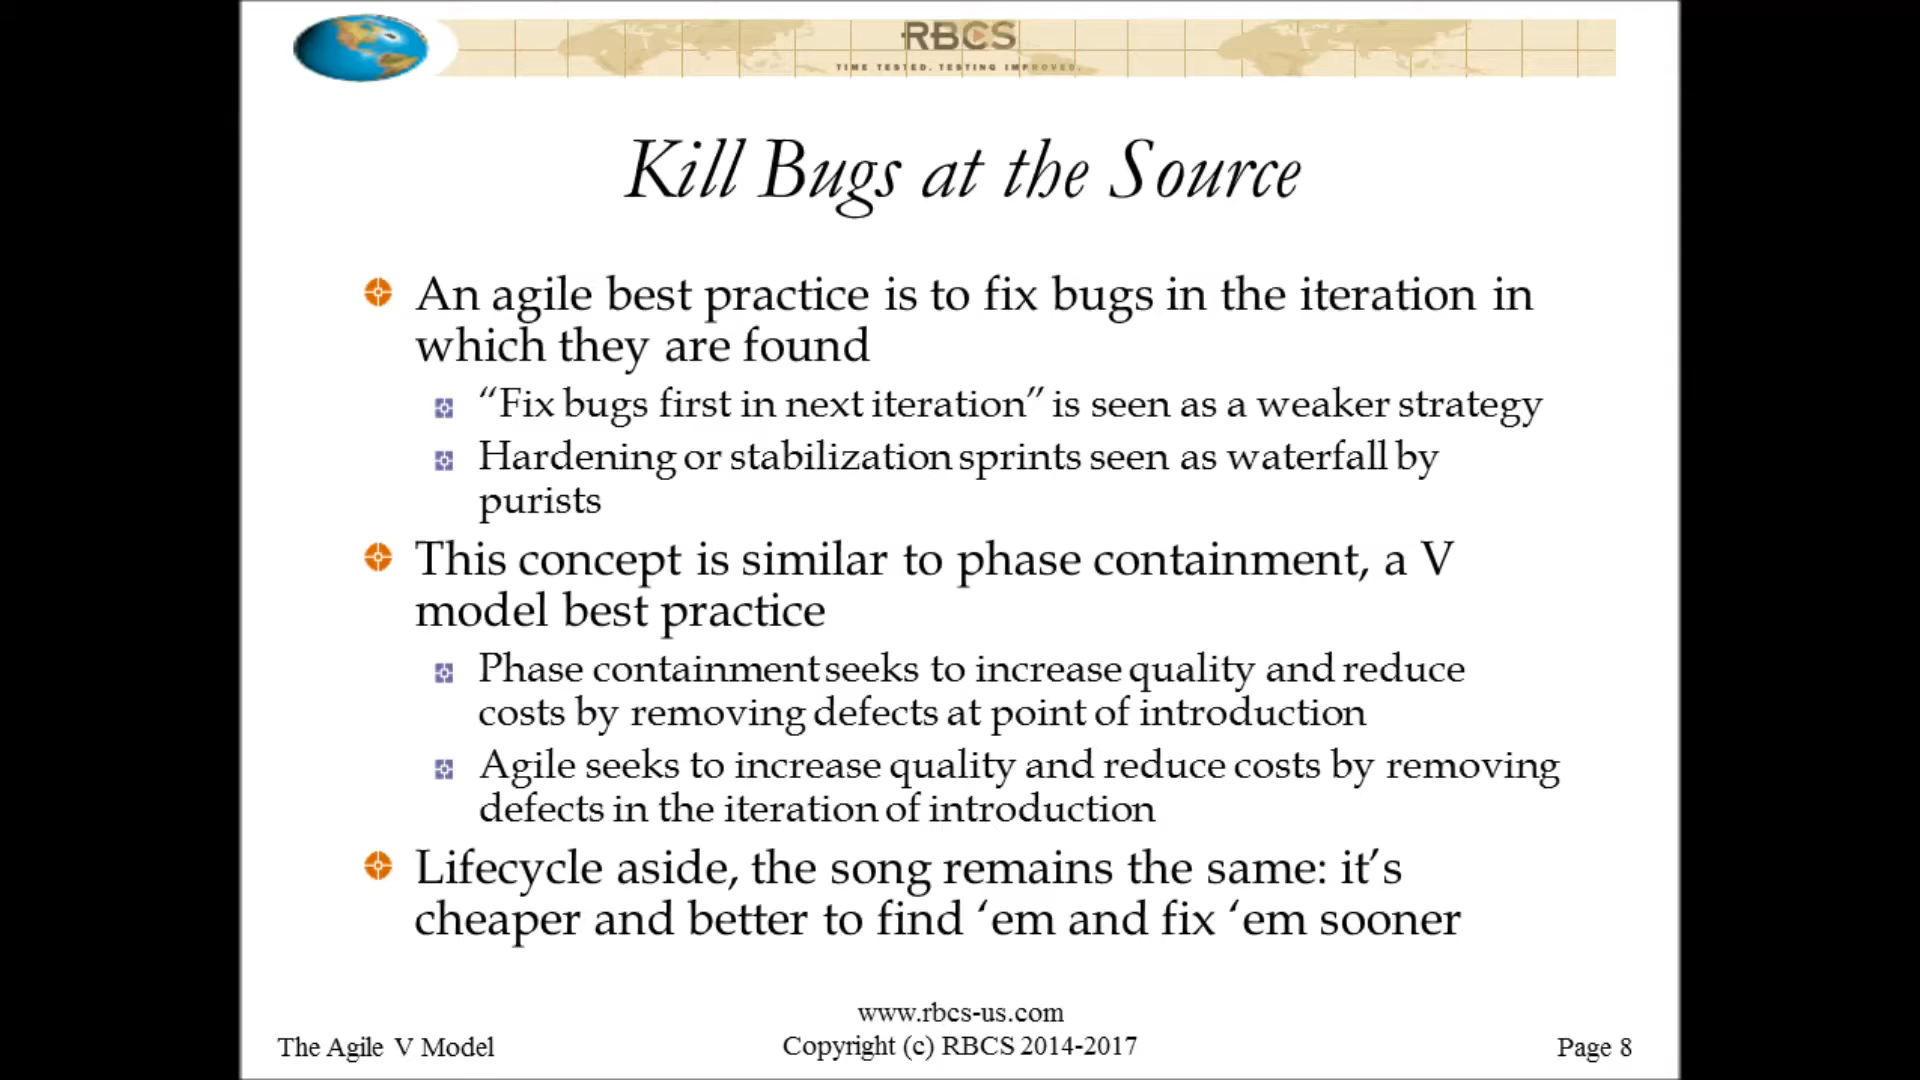 RBCS
TIME TESTED. TESTING IMPROVED.
Kill Bugs at the Source
An agile best practice is to fix bugs in the iteration in
which they are found
“Fix bugs first in next iteration” is seen as a weaker strategy
Hardening or stabilization sprints seen as waterfall by
purists
This concept is similar to phase containment, a V
model best practice
Phase containment seeks to increase quality and reduce
costs by removing defects at point of introduction
Agile seeks to increase quality and reduce costs by removing
defects in the iteration of introduction
Lifecycle aside, the song remains the same: it’s
cheaper and better to find ‘em and fix ‘em sooner
www.rbcs-us.com
The Agile V Model
Copyright (c) RBCS 2014-2017
Page 8